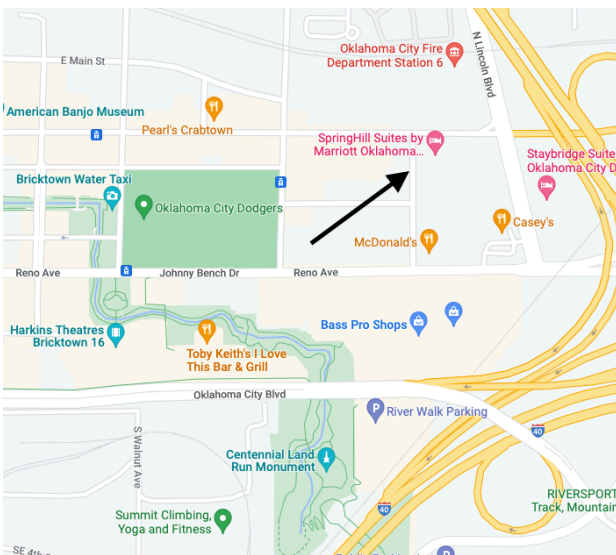 Oklahoma City Fire
Department Station 6
N Lincoln Blvd
E Main St
American Banjo Museum
Pearl's Crabtown
SpringHill Suites by
Marriott Oklahoma...
Staybridge Suite
Oklahoma City D
Bricktown Water Taxi
Oklahoma City Dodgers
Casey's
McDonald's
Reno Ave
Johnny Bench Dr
Reno Ave
Harkins Theatres
Bricktown 16
Bass Pro Shops
Toby Keith's I Love
This Bar & Grill
Oklahoma City Blvd
River Walk Parking
P
40
S Walnut Ave
Centennial Land
Run Monument
RIVERSPORT
Track, Mountain
40
Summit Climbing,
Yoga and Fitness
SE 4th
P